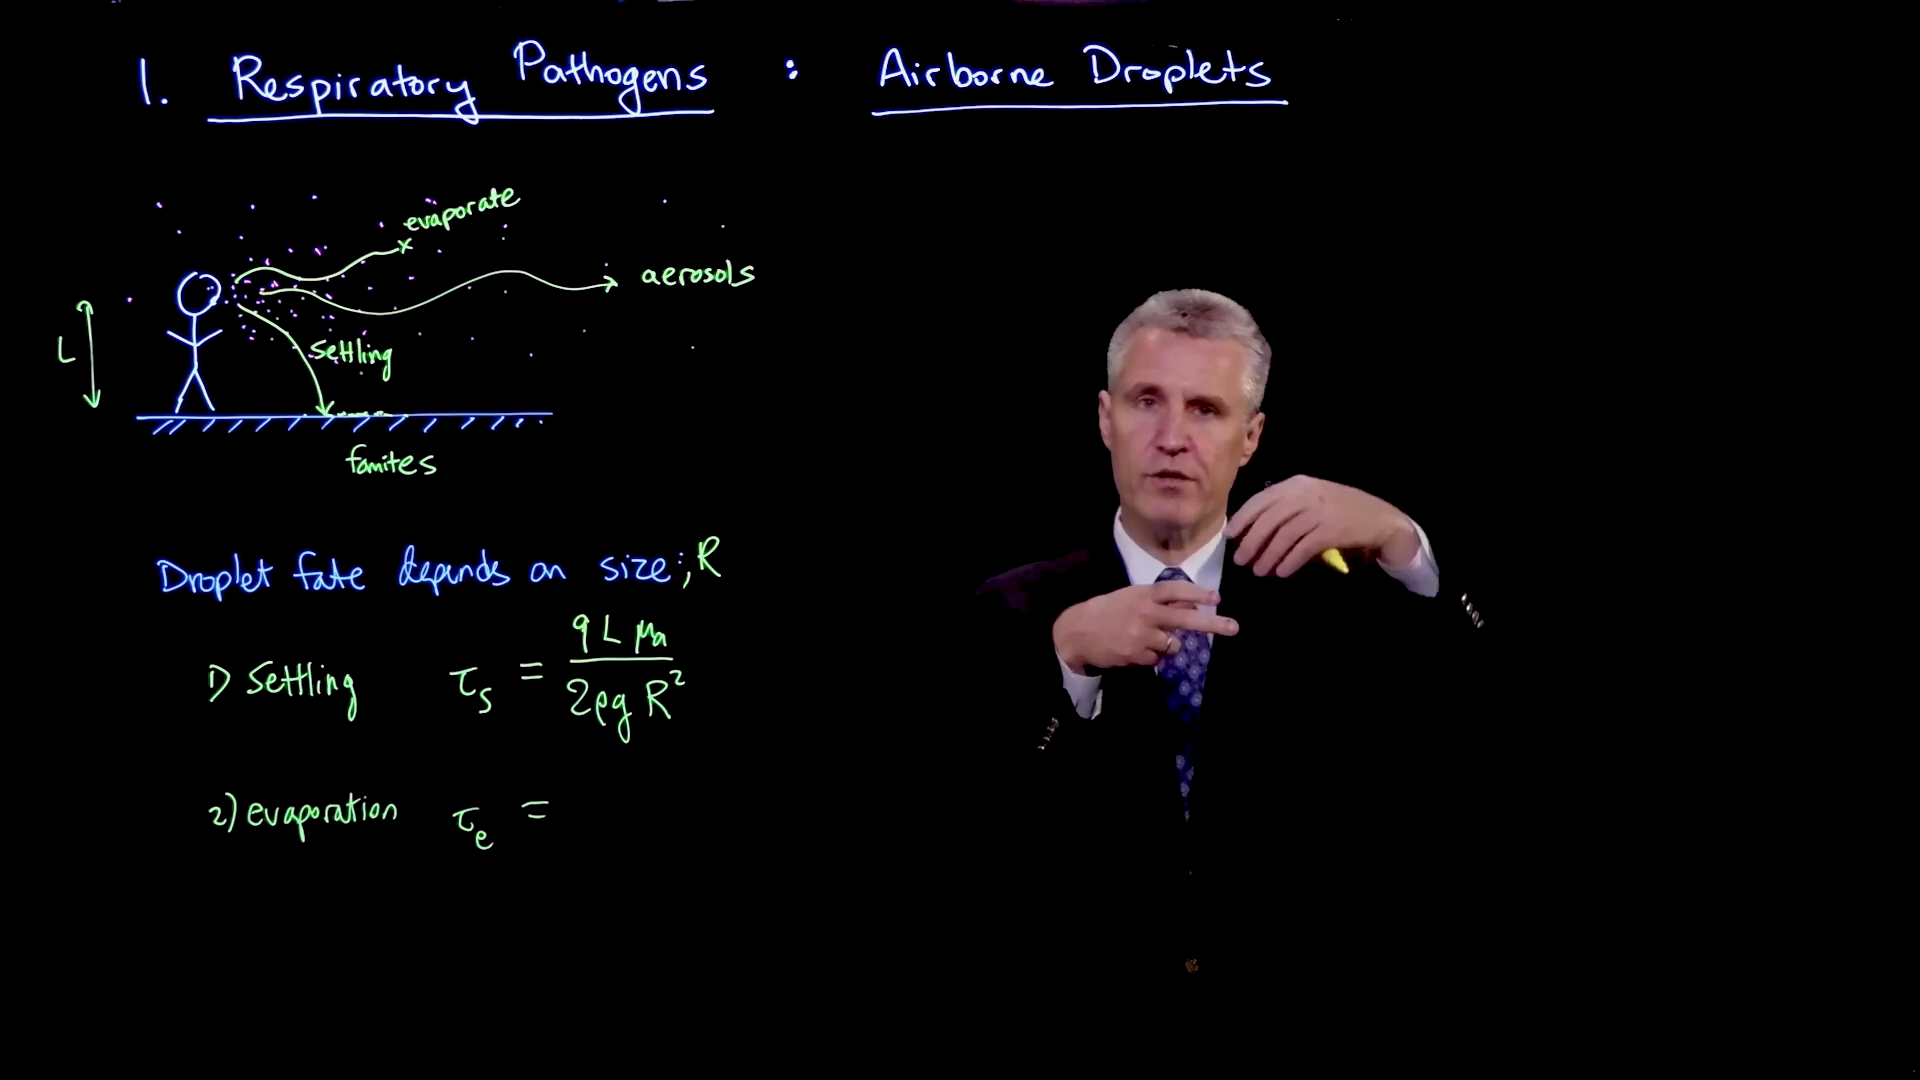 1. Respiratory Pathogens : Airborne Droplets
evaporate
aerosols
L
settling
fomites
Droplet fate depends on size:, R
1) Settling τs = 9 L μa / 2ρg R²
2) evaporation τe =